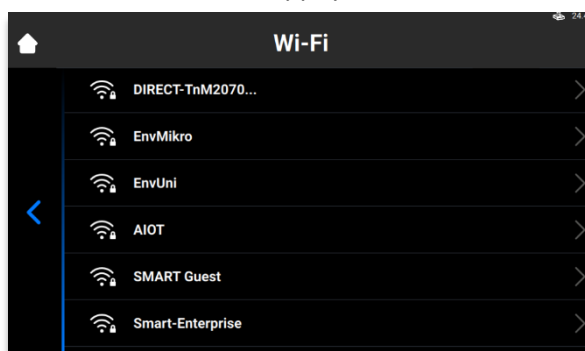 Wi-Fi
DIRECT-TnM2070...
EnvMikro
EnvUni
AIOT
SMART Guest
Smart-Enterprise